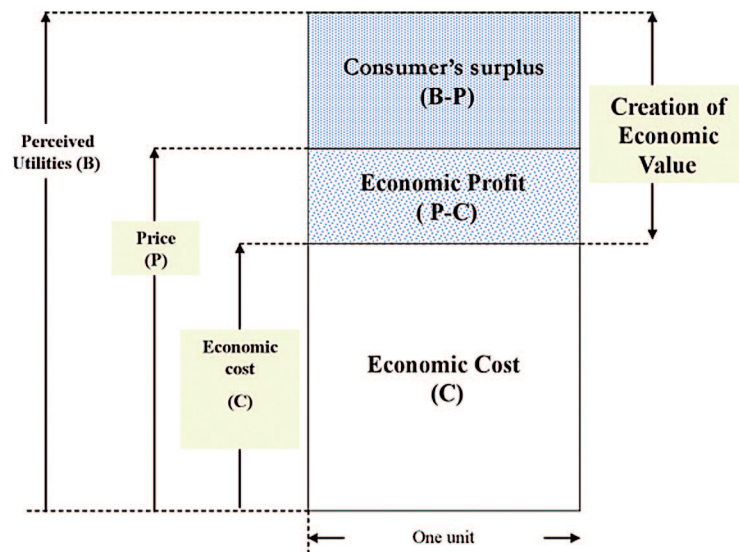 Consumer's surplus
(B-P)
Creation of
Economic
Value
Perceived
Utilities (B)
Economic Profit
( P-C)
Price
(P)
Economic
cost
(C)
Economic Cost
(C)
One unit